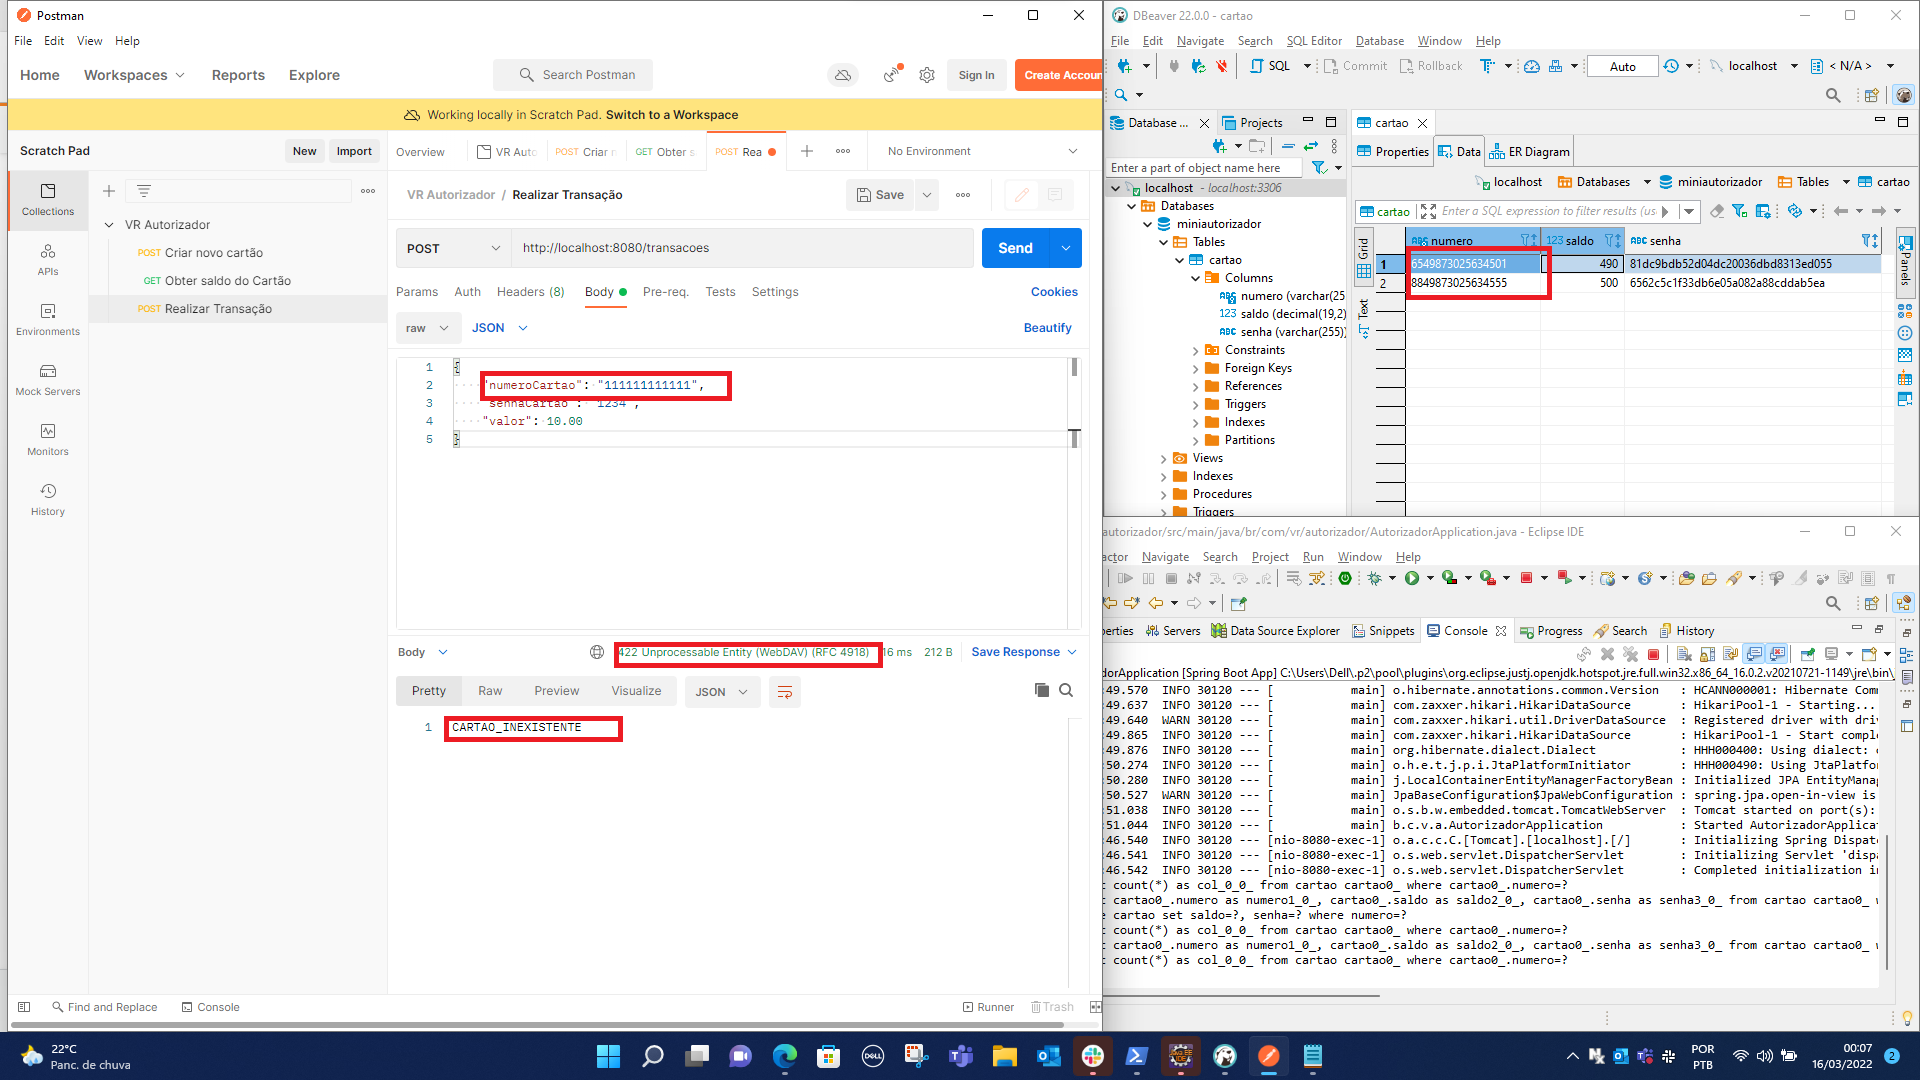 Postman
File Edit View Help
Home Workspaces Reports Explore
Search Postman
Sign In
Create Accoun
Working locally in Scratch Pad. Switch to a Workspace
Scratch Pad
New Import
Overview
VR Auto
POST Criar n
GET Obter s
POST Rea
No Environment
Collections
APIs
Environments
Mock Servers
Monitors
History
VR Autorizador
POST Criar novo cartão
GET Obter saldo do Cartão
POST Realizar Transação
VR Autorizador / Realizar Transação
Save
POST
http://localhost:8080/transacoes
Send
Params Auth Headers (8) Body Pre-req. Tests Settings
Cookies
raw JSON
Beautify
1 {
2 "numeroCartao": "111111111111",
3 "senhaCartao": "1234",
4 "valor": 10.00
5 }
Body
422 Unprocessable Entity (WebDAV) (RFC 4918) 16 ms 212 B Save Response
Pretty Raw Preview Visualize JSON
1 CARTAO_INEXISTENTE
Find and Replace Console
Runner Trash
DBeaver 22.0.0 - cartao
File Edit Navigate Search SQL Editor Database Window Help
SQL Commit Rollback Auto localhost < N/A >
Database ... Projects
Enter a part of object name here
localhost - localhost:3306
Databases
miniautorizador
Tables
cartao
Columns
numero (varchar(25
saldo (decimal(19,2)
senha (varchar(255))
Constraints
Foreign Keys
References
Triggers
Indexes
Partitions
Views
Indexes
Procedures
Triggers
cartao
Properties Data ER Diagram
localhost Databases miniautorizador Tables cartao
cartao Enter a SQL expression to filter results (us
Grid
Text
Panels
ABC numero 123 saldo ABC senha
1 6549873025634501 490 81dc9bdb52d04dc20036dbd8313ed055
2 8849873025634555 500 6562c5c1f33db6e05a082a88cddab5ea
autorizador/src/main/java/br/com/vr/autorizador/AutorizadorApplication.java - Eclipse IDE
actor Navigate Search Project Run Window Help
erties Servers Data Source Explorer Snippets Console Progress Search History
adorApplication [Spring Boot App] C:\Users\Dell\.p2\pool\plugins\org.eclipse.justj.openjdk.hotspot.jre.full.win32.x86_64_16.0.2.v20210721-1149\jre\bin\j
:49.570 INFO 30120 --- [ main] o.hibernate.annotations.common.Version : HCANN000001: Hibernate Com
:49.637 INFO 30120 --- [ main] com.zaxxer.hikari.HikariDataSource : HikariPool-1 - Starting...
:49.640 WARN 30120 --- [ main] com.zaxxer.hikari.util.DriverDataSource : Registered driver with driv
:49.865 INFO 30120 --- [ main] com.zaxxer.hikari.HikariDataSource : HikariPool-1 - Start comple
:49.876 INFO 30120 --- [ main] org.hibernate.dialect.Dialect : HHH000400: Using dialect: o
:50.274 INFO 30120 --- [ main] o.h.e.t.j.p.i.JtaPlatformInitiator : HHH000490: Using JtaPlatfor
:50.280 INFO 30120 --- [ main] j.LocalContainerEntityManagerFactoryBean : Initialized JPA EntityManag
:50.527 WARN 30120 --- [ main] JpaBaseConfiguration$JpaWebConfiguration : spring.jpa.open-in-view is
:51.038 INFO 30120 --- [ main] o.s.b.w.embedded.tomcat.TomcatWebServer : Tomcat started on port(s):
:51.044 INFO 30120 --- [ main] b.c.v.a.AutorizadorApplication : Started AutorizadorApplicat
:46.540 INFO 30120 --- [nio-8080-exec-1] o.a.c.c.C.[Tomcat].[localhost].[/] : Initializing Spring Dispatc
:46.541 INFO 30120 --- [nio-8080-exec-1] o.s.web.servlet.DispatcherServlet : Initializing Servlet 'dispa
:46.542 INFO 30120 --- [nio-8080-exec-1] o.s.web.servlet.DispatcherServlet : Completed initialization in
t count(*) as col_0_0_ from cartao cartao0_ where cartao0_.numero=?
t cartao0_.numero as numero1_0_, cartao0_.saldo as saldo2_0_, cartao0_.senha as senha3_0_ from cartao cartao0_ w
e cartao set saldo=?, senha=? where numero=?
t count(*) as col_0_0_ from cartao cartao0_ where cartao0_.numero=?
t cartao0_.numero as numero1_0_, cartao0_.saldo as saldo2_0_, cartao0_.senha as senha3_0_ from cartao cartao0_ w
t count(*) as col_0_0_ from cartao cartao0_ where cartao0_.numero=?
22°C
Panc. de chuva
DELL
POR
PTB
00:07
16/03/2022
2